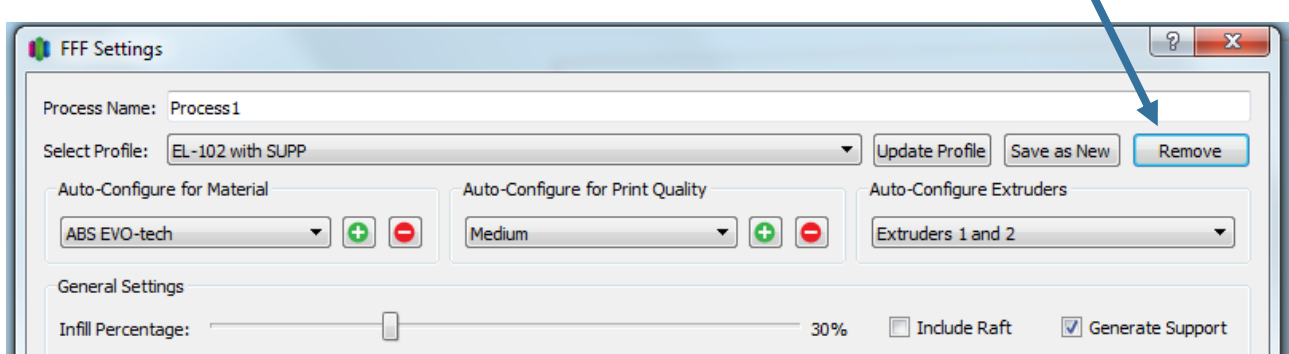 FFF Settings
Process Name: Process1
Select Profile: EL-102 with SUPP Update Profile Save as New Remove
Auto-Configure for Material Auto-Configure for Print Quality Auto-Configure Extruders
ABS EVO-tech Medium Extruders 1 and 2
General Settings
Infill Percentage: 30% Include Raft Generate Support